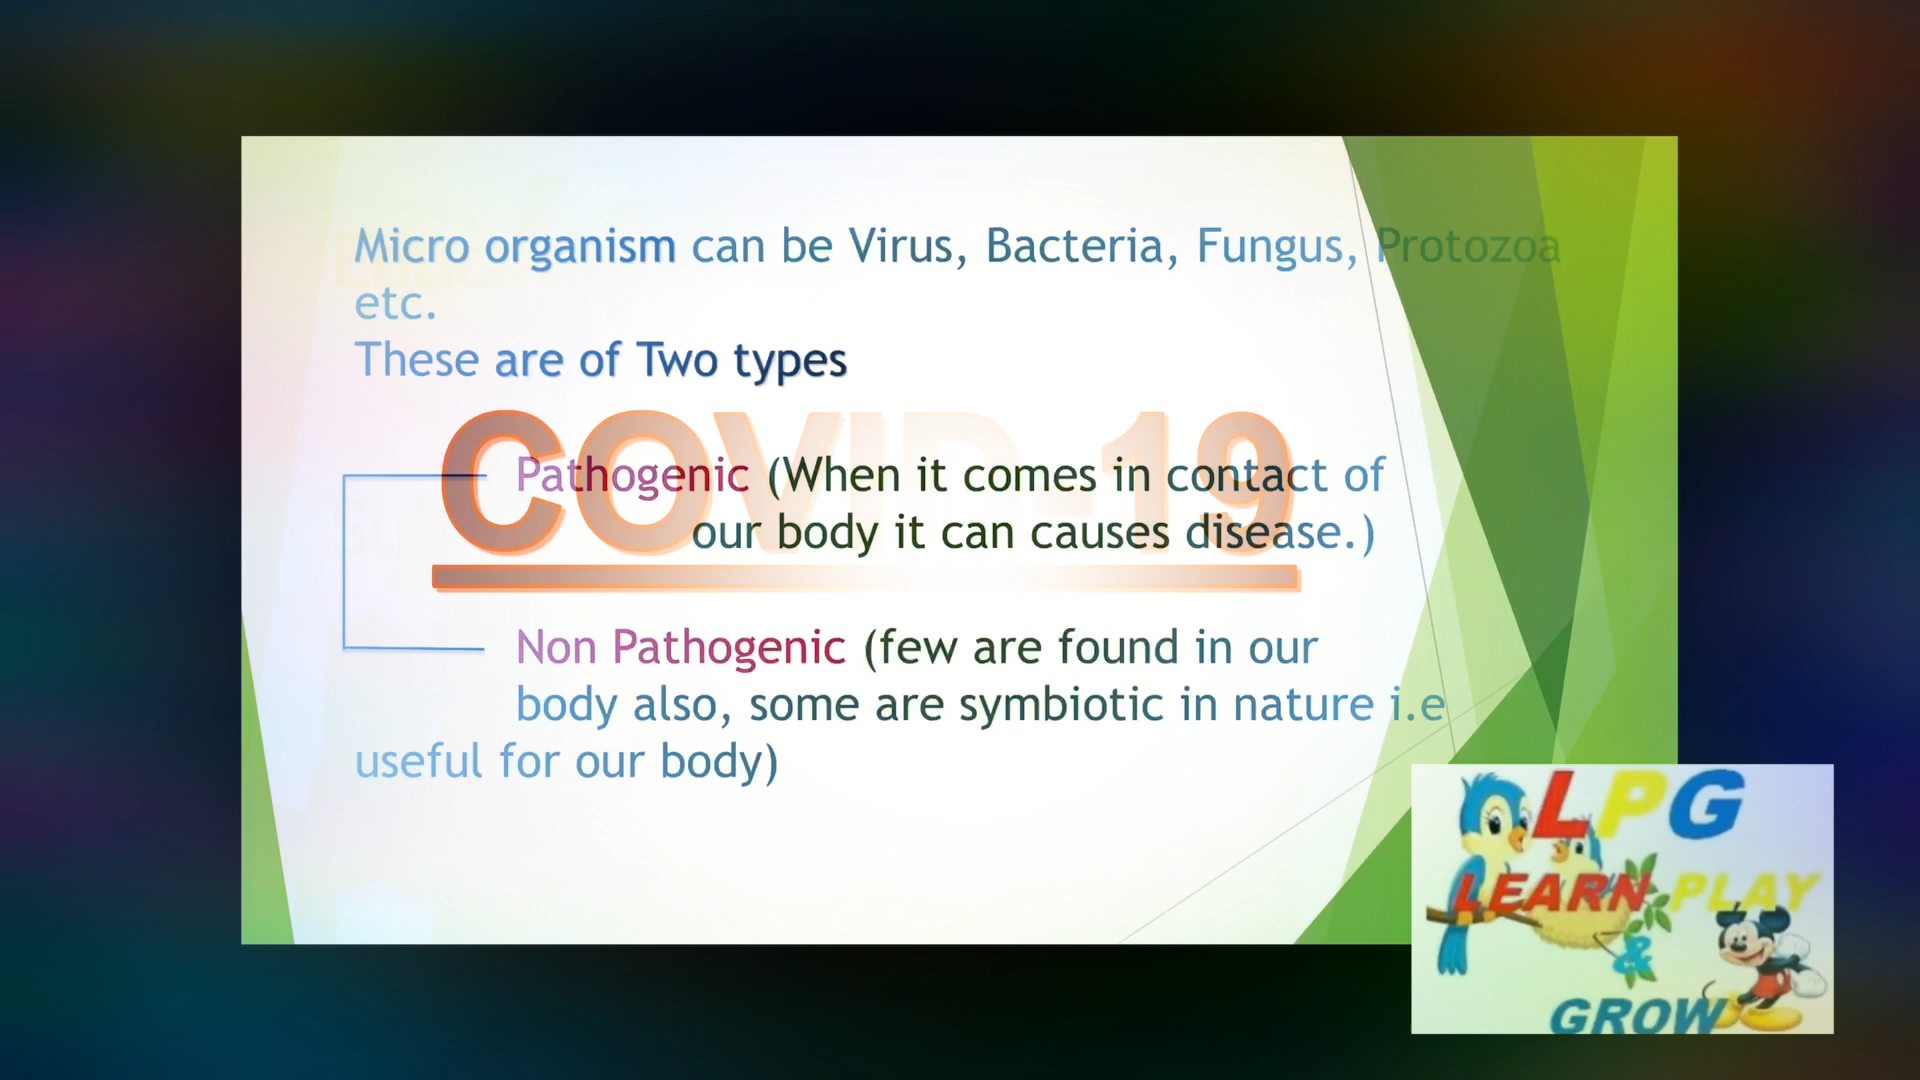 Micro organism can be Virus, Bacteria, Fungus, Protozoa
etc.
These are of Two types
COVID-19
Pathogenic (When it comes in contact of
our body it can causes disease.)
Non Pathogenic (few are found in our
body also, some are symbiotic in nature i.e
useful for our body)
LPG
LEARN PLAY
&
GROW